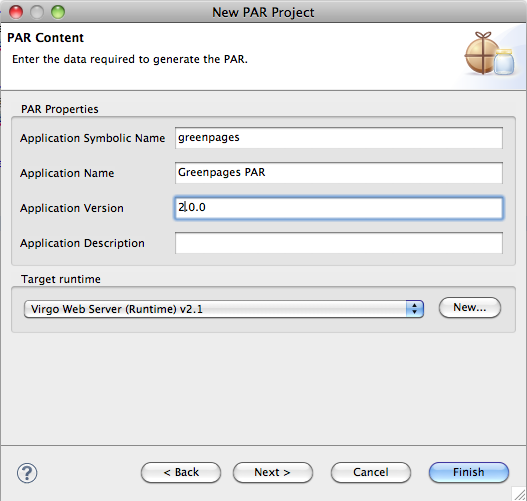 New PAR Project
PAR Content
Enter the data required to generate the PAR.
PAR Properties
Application Symbolic Name greenpages
Application Name Greenpages PAR
Application Version 2.0.0
Application Description
Target runtime
Virgo Web Server (Runtime) v2.1 New...
? < Back Next > Cancel Finish